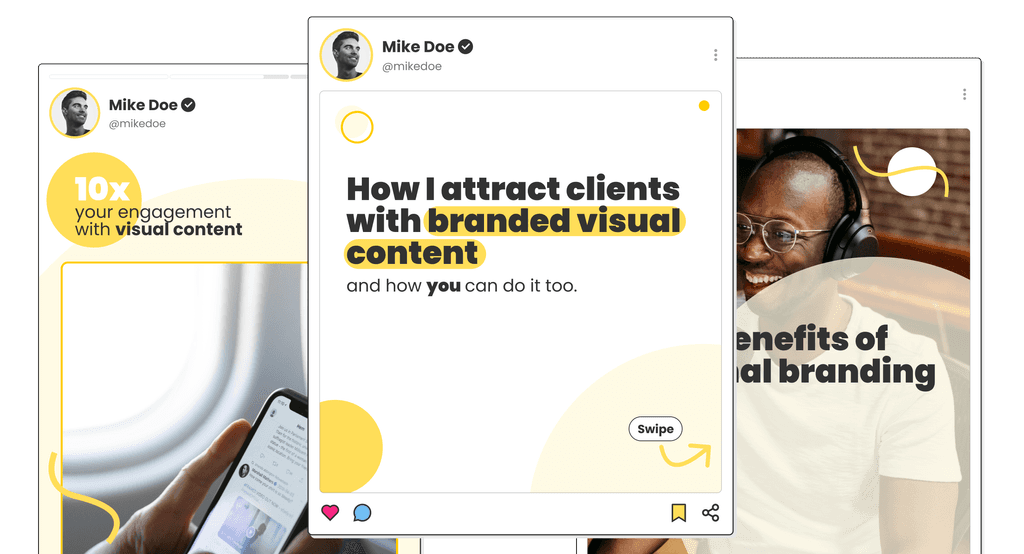 Mike Doe
@mikedoe
10x
your engagement
with visual content
Mike Doe
@mikedoe
How I attract clients
with branded visual
content
and how you can do it too.
Swipe
enefits of
nal branding